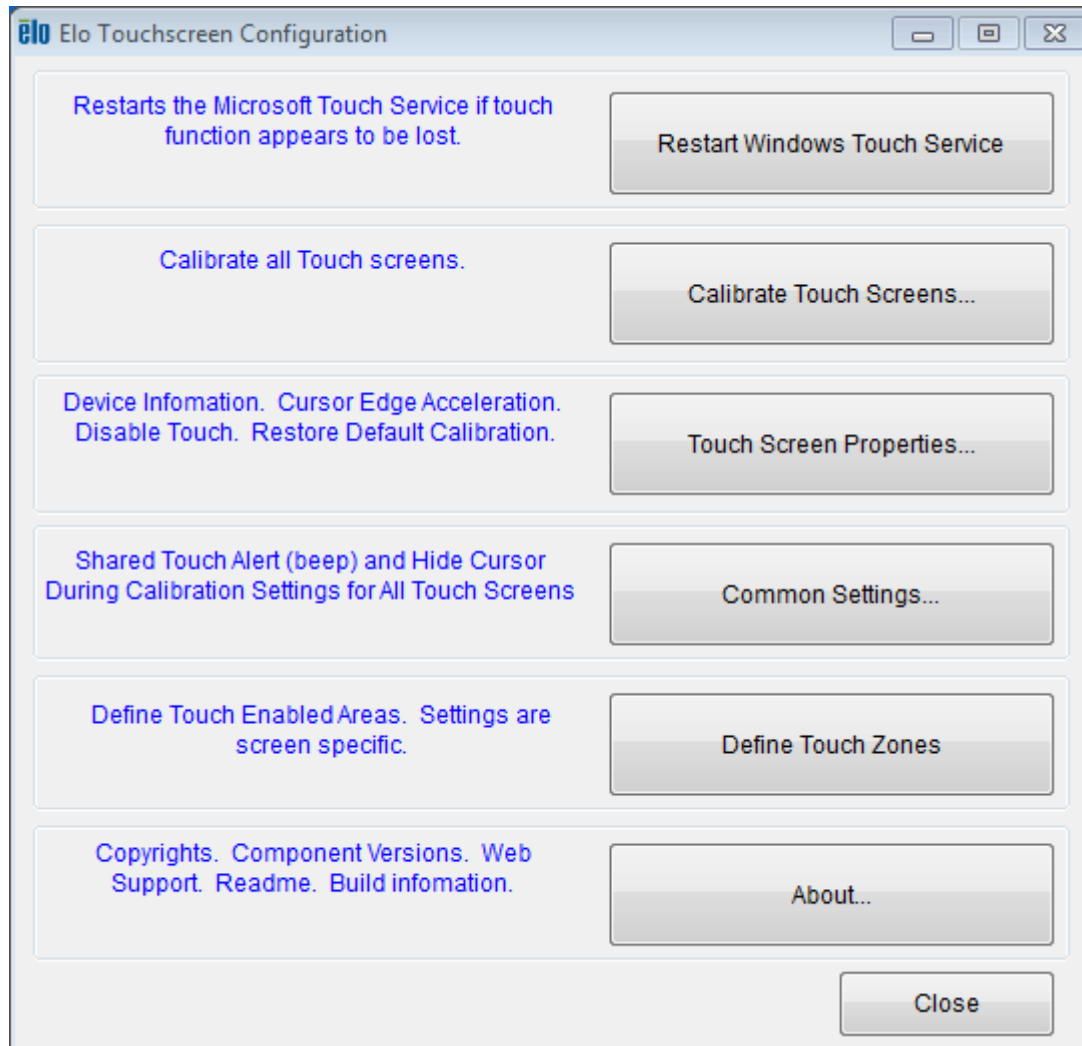 elo Elo Touchscreen Configuration
Restarts the Microsoft Touch Service if touch
function appears to be lost.
Restart Windows Touch Service
Calibrate all Touch screens.
Calibrate Touch Screens...
Device Infomation.  Cursor Edge Acceleration.
Disable Touch.  Restore Default Calibration.
Touch Screen Properties...
Shared Touch Alert (beep) and Hide Cursor
During Calibration Settings for All Touch Screens
Common Settings...
Define Touch Enabled Areas.  Settings are
screen specific.
Define Touch Zones
Copyrights.  Component Versions.  Web
Support.  Readme.  Build infomation.
About...
Close